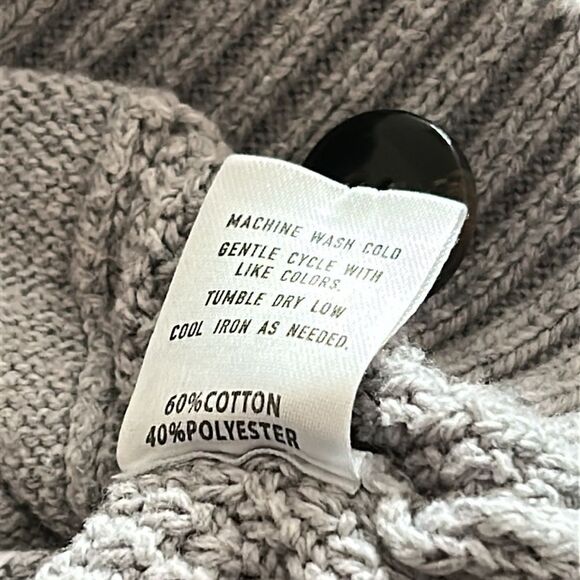 MACHINE WASH COLD
GENTLE CYCLE WITH
LIKE COLORS.
TUMBLE DRY LOW
COOL IRON AS NEEDED.
60%COTTON
40%POLYESTER